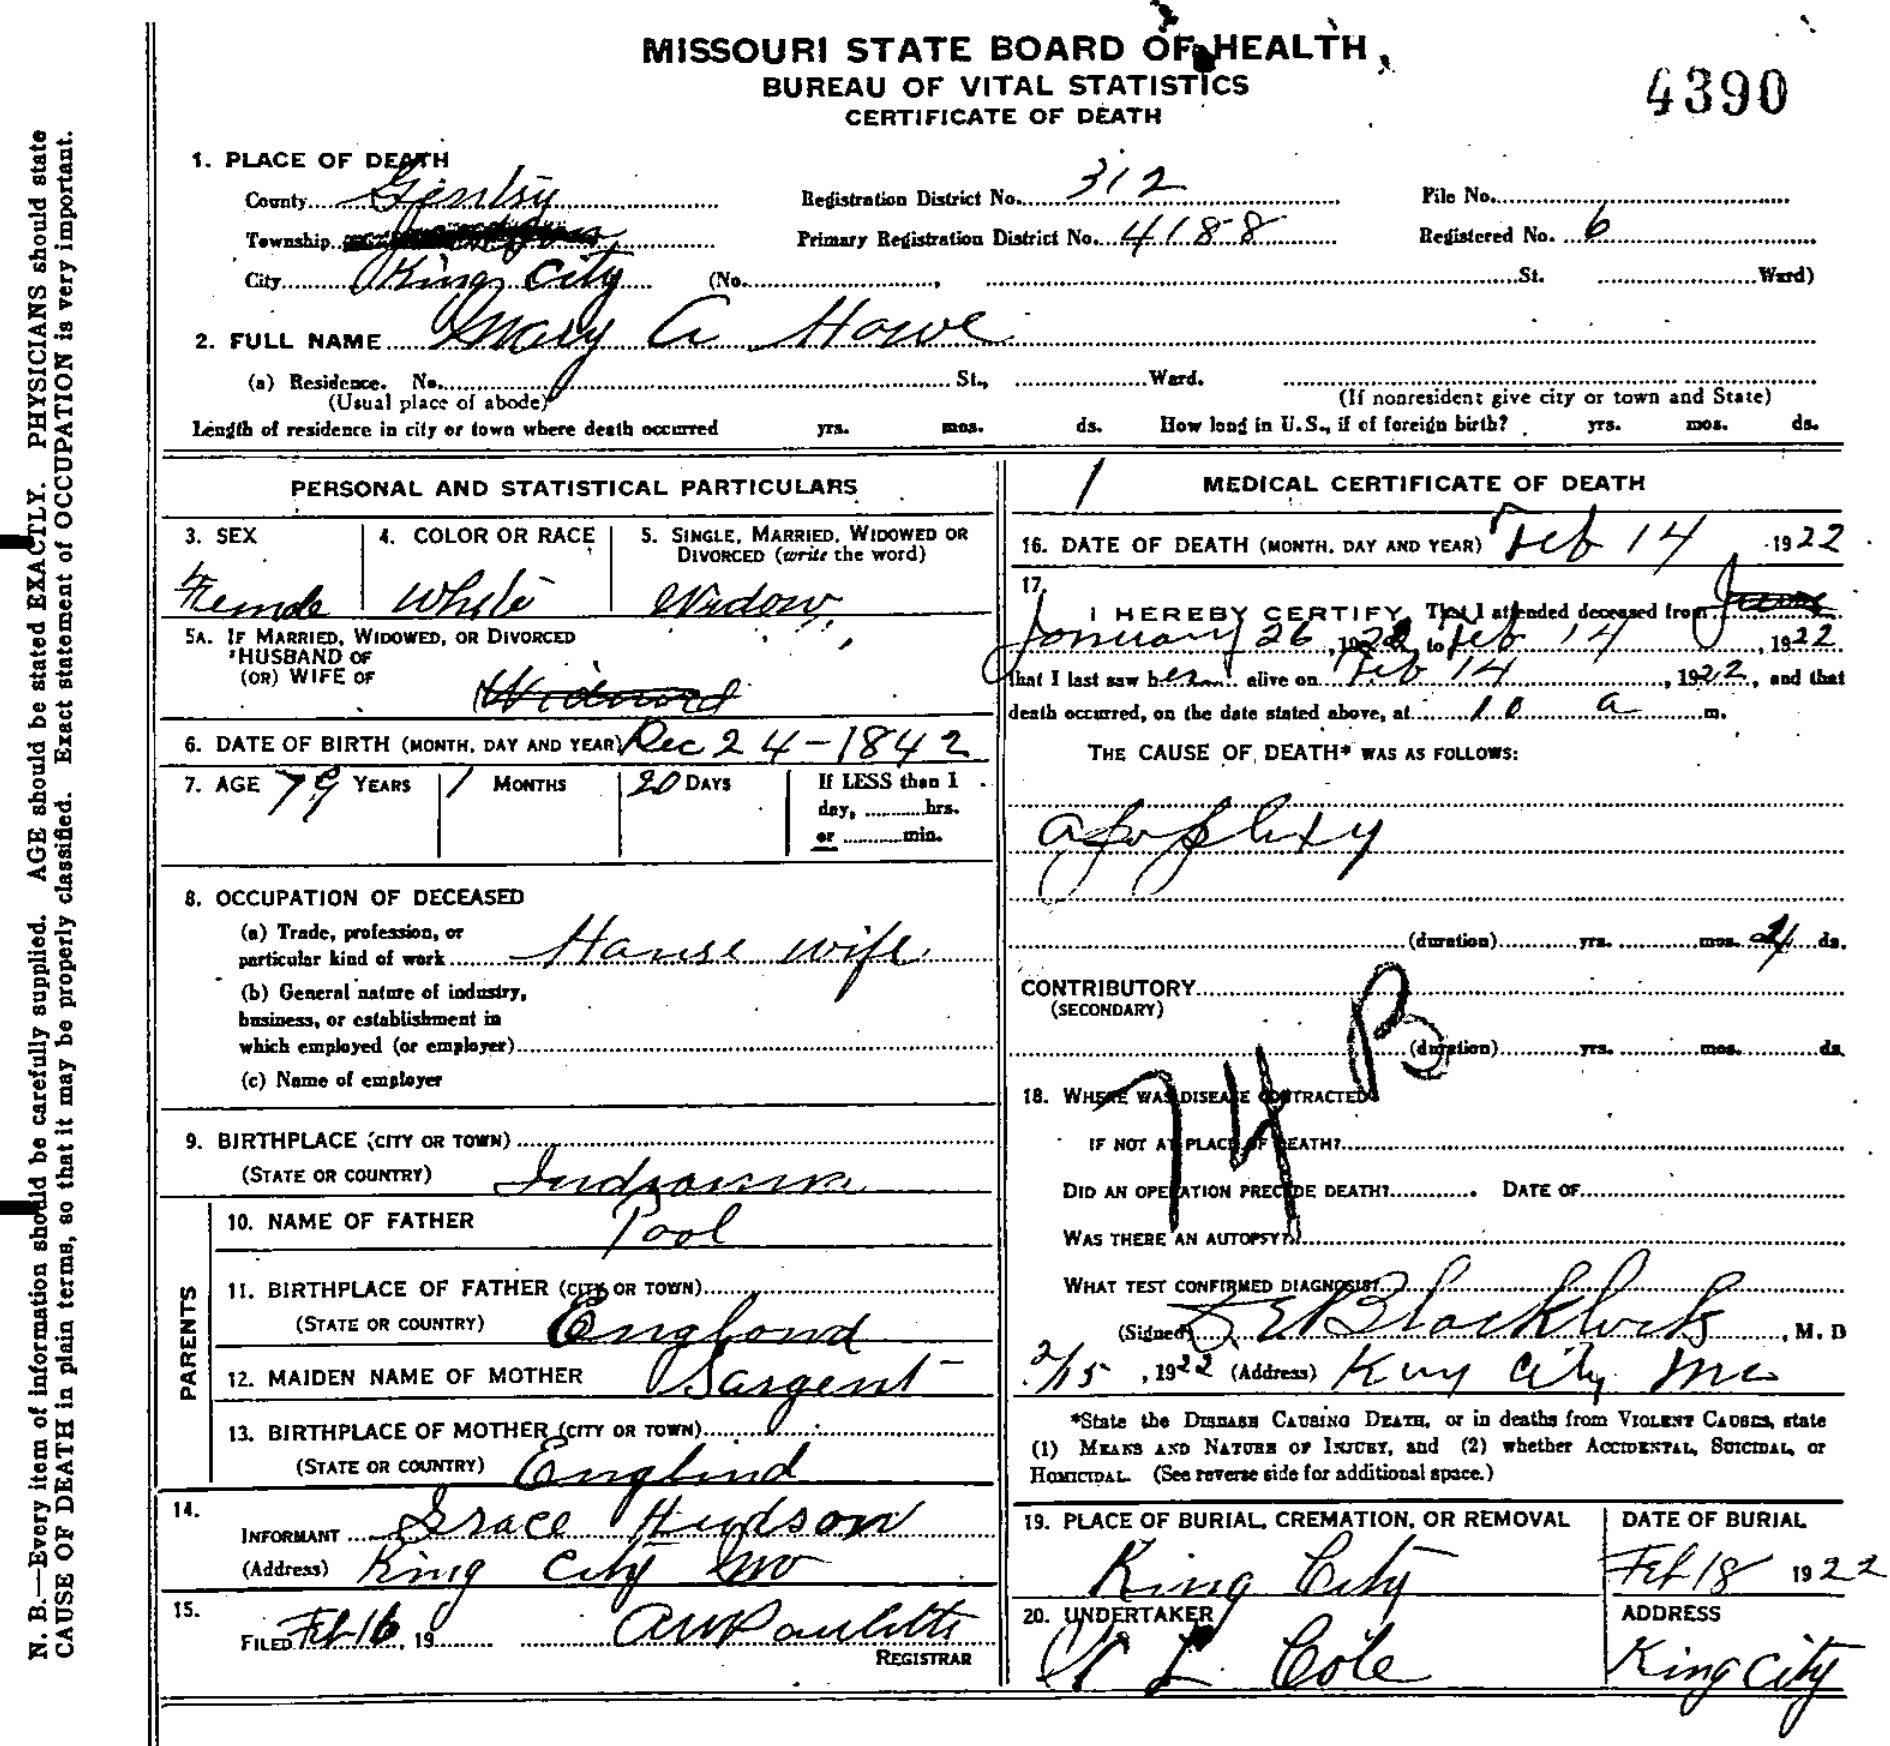 MISSOURI STATE BOARD OF HEALTH
BUREAU OF VITAL STATISTICS
CERTIFICATE OF DEATH
4390
1. PLACE OF DEATH
County Gentry Registration District No. 312 File No.
Township Primary Registration District No. 4188 Registered No. 6
City King City (No. , St. Ward)
2. FULL NAME Mary A Howe
(a) Residence. No. St., Ward.
(Usual place of abode) (If nonresident give city or town and State)
Length of residence in city or town where death occurred yrs. mos. ds. How long in U.S., if of foreign birth? yrs. mos. ds.
PERSONAL AND STATISTICAL PARTICULARS
3. SEX 4. COLOR OR RACE 5. SINGLE, MARRIED, WIDOWED OR
DIVORCED (write the word)
Female White Widow
5A. IF MARRIED, WIDOWED, OR DIVORCED
HUSBAND OF
(OR) WIFE OF
Widowed
6. DATE OF BIRTH (MONTH, DAY AND YEAR) Dec 24-1842
7. AGE 79 YEARS 1 MONTHS 20 DAYS If LESS than 1
day, hrs.
or min.
8. OCCUPATION OF DECEASED
(a) Trade, profession, or
particular kind of work House wife
(b) General nature of industry,
business, or establishment in
which employed (or employer)
(c) Name of employer
9. BIRTHPLACE (CITY OR TOWN)
(STATE OR COUNTRY) Indiana
PARENTS
10. NAME OF FATHER Pool
11. BIRTHPLACE OF FATHER (CITY OR TOWN)
(STATE OR COUNTRY) England
12. MAIDEN NAME OF MOTHER Sargent
13. BIRTHPLACE OF MOTHER (CITY OR TOWN)
(STATE OR COUNTRY) England
14.
INFORMANT Grace Hudson
(Address) King City Mo
15.
FILED Feb 16, 19
REGISTRAR
1
MEDICAL CERTIFICATE OF DEATH
16. DATE OF DEATH (MONTH, DAY AND YEAR) Feb 14 1922
17.
I HEREBY CERTIFY, That I attended deceased from
January 26, 1922, to Feb 14, 1922
that I last saw her alive on Feb 14, 1922, and that
death occurred, on the date stated above, at 10 a m.
THE CAUSE OF DEATH* WAS AS FOLLOWS:
apoplexy
(duration) yrs. mos. ds.
CONTRIBUTORY
(SECONDARY)
(duration) yrs. mos. ds.
74 B
18. WHERE WAS DISEASE CONTRACTED
IF NOT AT PLACE OF DEATH?
DID AN OPERATION PRECEDE DEATH? DATE OF
WAS THERE AN AUTOPSY?
WHAT TEST CONFIRMED DIAGNOSIS?
(Signed) , M. D
2/15, 1922 (Address) King City Mo
*State the DISEASE CAUSING DEATH, or in deaths from VIOLENT CAUSES, state
(1) MEANS AND NATURE OF INJURY, and (2) whether ACCIDENTAL, SUICIDAL, or
HOMICIDAL. (See reverse side for additional space.)
19. PLACE OF BURIAL, CREMATION, OR REMOVAL DATE OF BURIAL
King City Feb 18 1922
20. UNDERTAKER ADDRESS
L Cole King City
N. B.—Every item of information should be carefully supplied. AGE should be stated EXACTLY. PHYSICIANS should state
CAUSE OF DEATH in plain terms, so that it may be properly classified. Exact statement of OCCUPATION is very important.